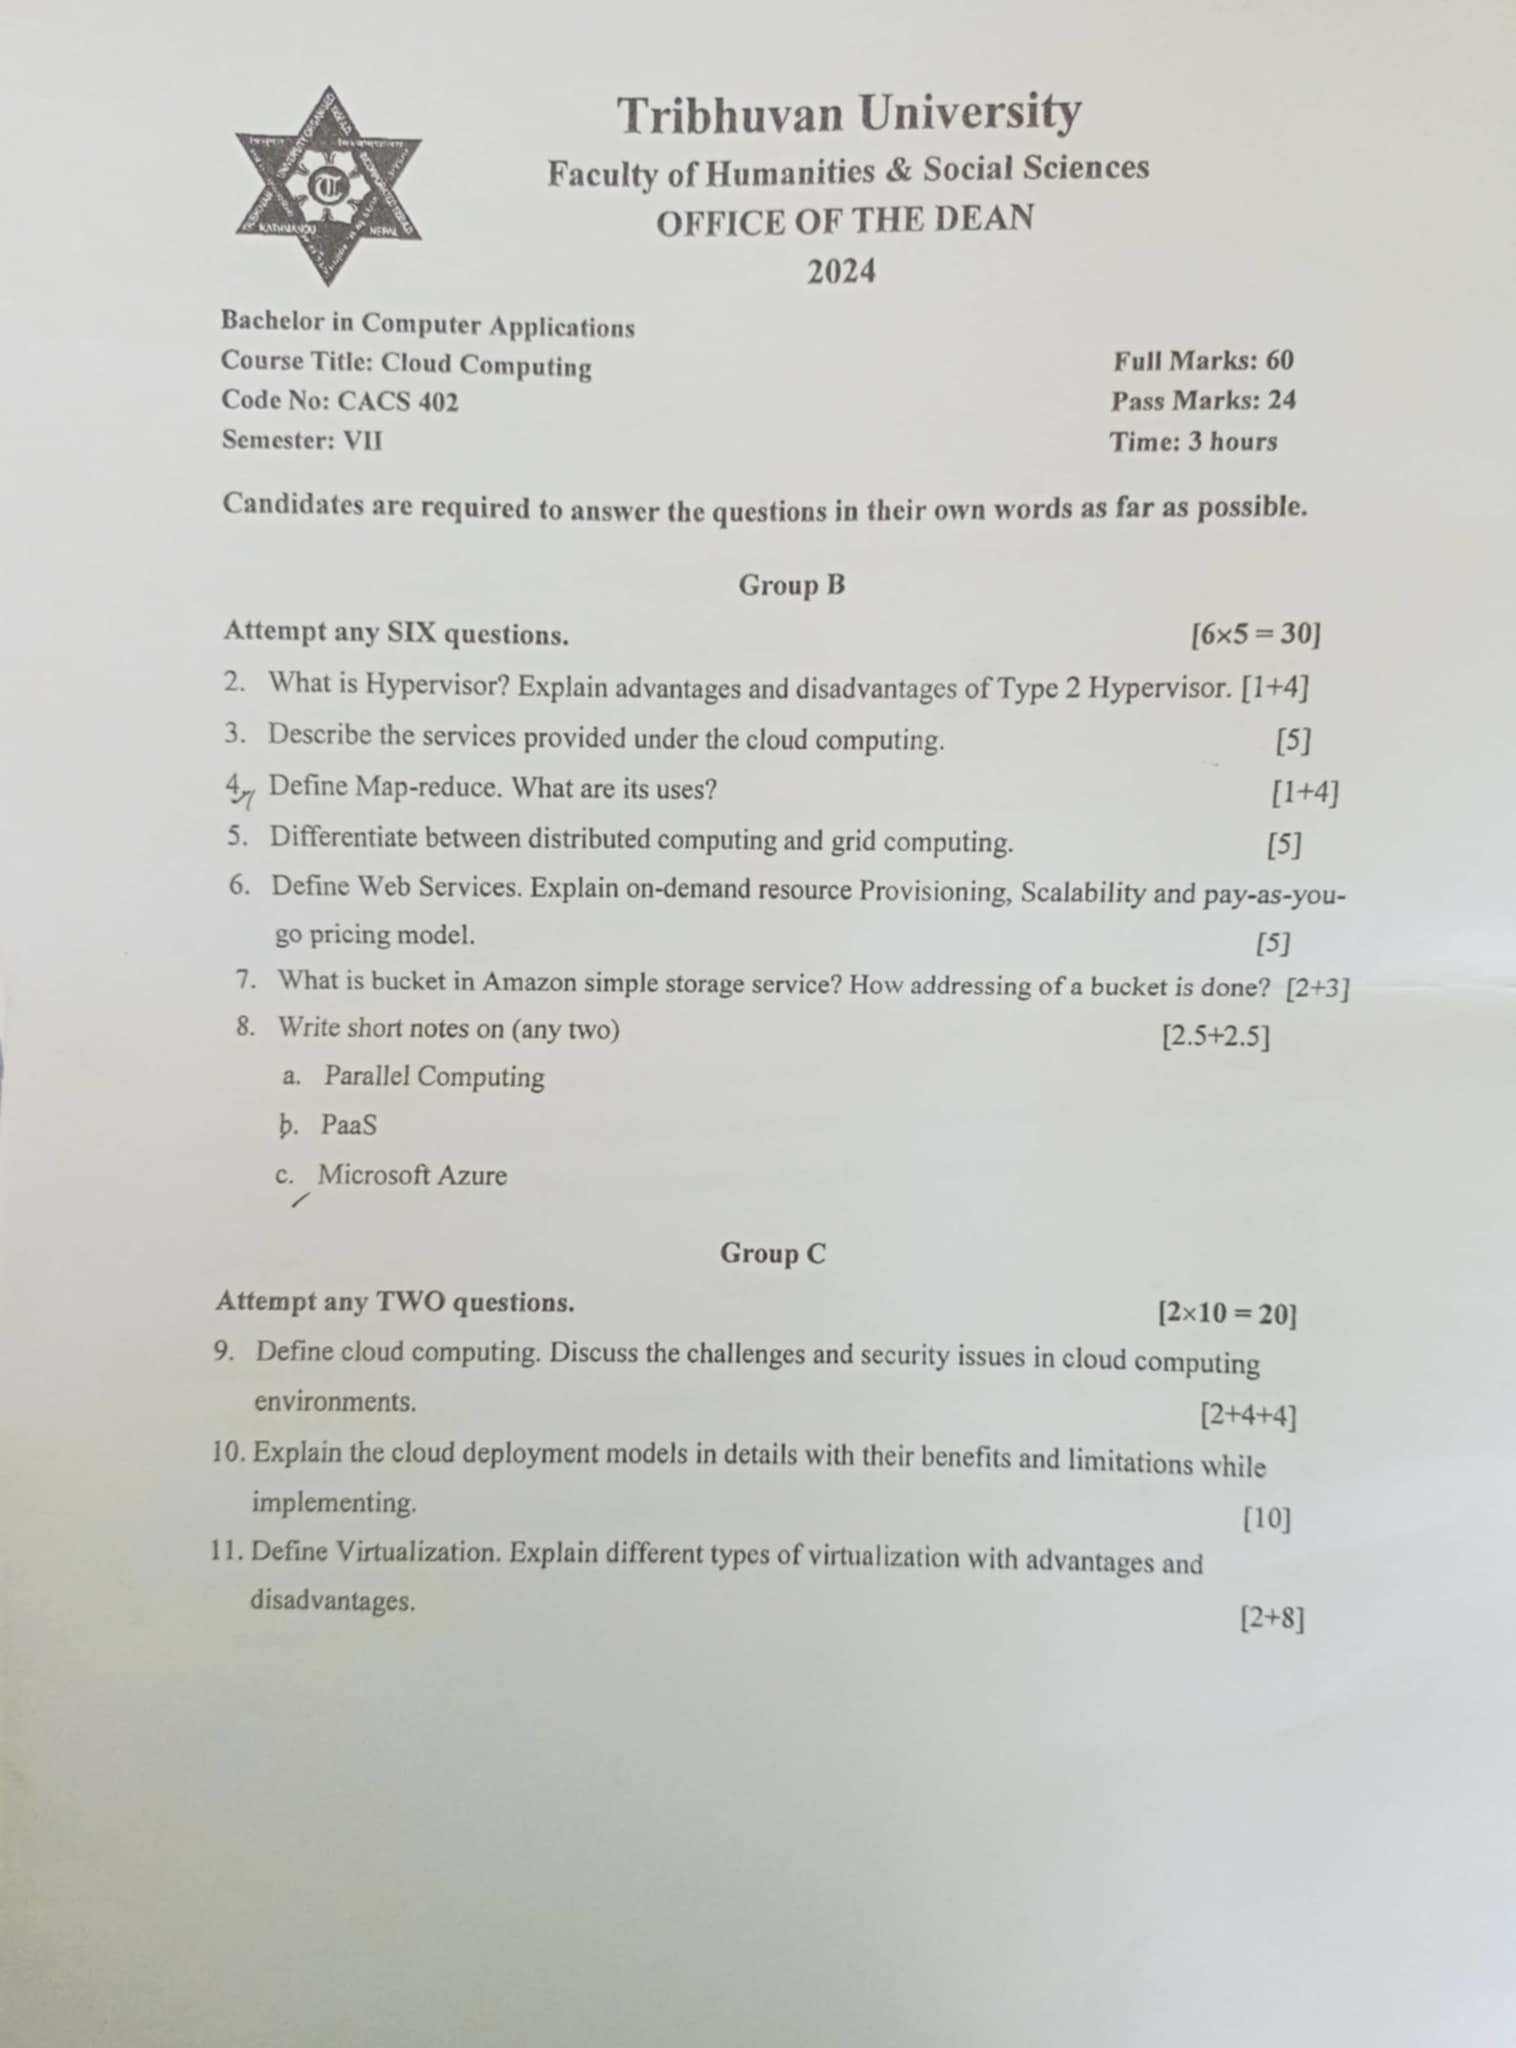 Tribhuvan University
Faculty of Humanities & Social Sciences
OFFICE OF THE DEAN
2024
KATHMANDU NEPAL
Bachelor in Computer Applications
Course Title: Cloud Computing Full Marks: 60
Code No: CACS 402 Pass Marks: 24
Semester: VII Time: 3 hours
Candidates are required to answer the questions in their own words as far as possible.
Group B
Attempt any SIX questions. [6×5 = 30]
2. What is Hypervisor? Explain advantages and disadvantages of Type 2 Hypervisor. [1+4]
3. Describe the services provided under the cloud computing. [5]
4. Define Map-reduce. What are its uses? [1+4]
5. Differentiate between distributed computing and grid computing. [5]
6. Define Web Services. Explain on-demand resource Provisioning, Scalability and pay-as-you-
go pricing model. [5]
7. What is bucket in Amazon simple storage service? How addressing of a bucket is done? [2+3]
8. Write short notes on (any two) [2.5+2.5]
a. Parallel Computing
b. PaaS
c. Microsoft Azure
Group C
Attempt any TWO questions. [2×10 = 20]
9. Define cloud computing. Discuss the challenges and security issues in cloud computing
environments. [2+4+4]
10. Explain the cloud deployment models in details with their benefits and limitations while
implementing. [10]
11. Define Virtualization. Explain different types of virtualization with advantages and
disadvantages. [2+8]